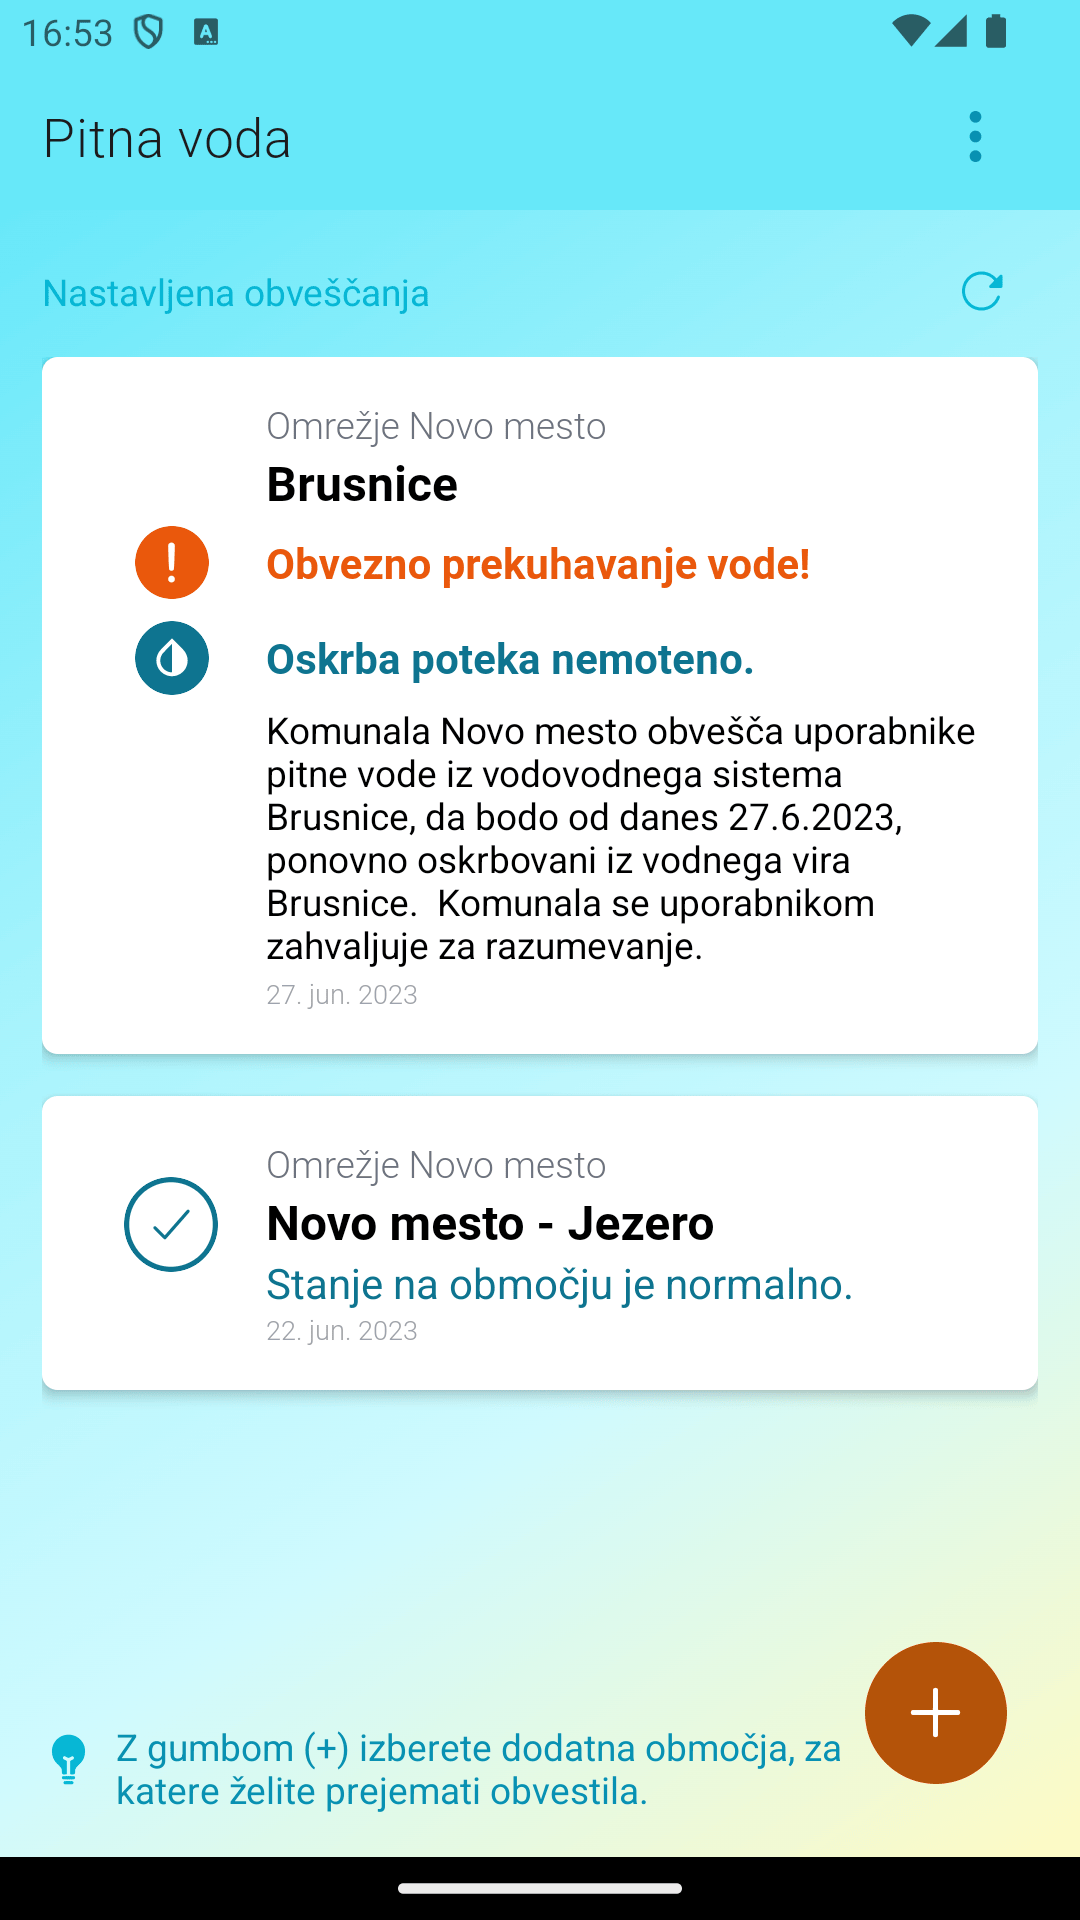 16:53
Pitna voda
Nastavljena obveščanja
Omrežje Novo mesto
Brusnice
Obvezno prekuhavanje vode!
Oskrba poteka nemoteno.
Komunala Novo mesto obvešča uporabnike
pitne vode iz vodovodnega sistema
Brusnice, da bodo od danes 27.6.2023,
ponovno oskrbovani iz vodnega vira
Brusnice.  Komunala se uporabnikom
zahvaljuje za razumevanje.
27. jun. 2023
Omrežje Novo mesto
Novo mesto - Jezero
Stanje na območju je normalno.
22. jun. 2023
Z gumbom (+) izberete dodatna območja, za
katere želite prejemati obvestila.